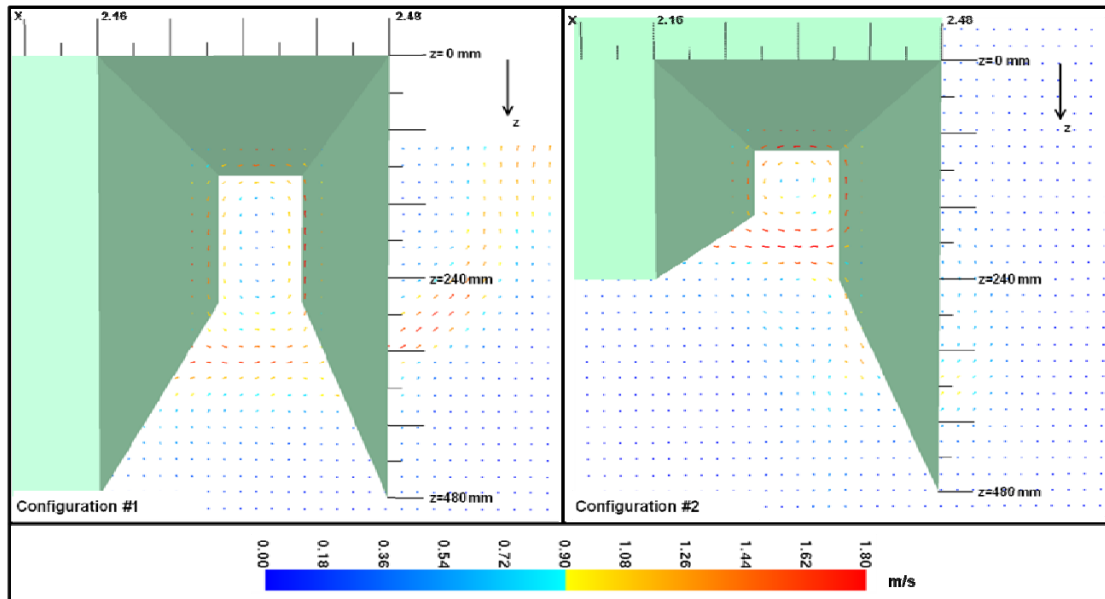 X 2.16 2.48
z= 0 mm
z
z=240 mm
z=480 mm
Configuration #1
X 2.16 2.48
z=0 mm
z
z=240 mm
z=480 mm
Configuration #2
0.00 0.18 0.36 0.54 0.72 0.90 1.08 1.26 1.44 1.62 1.80
m/s